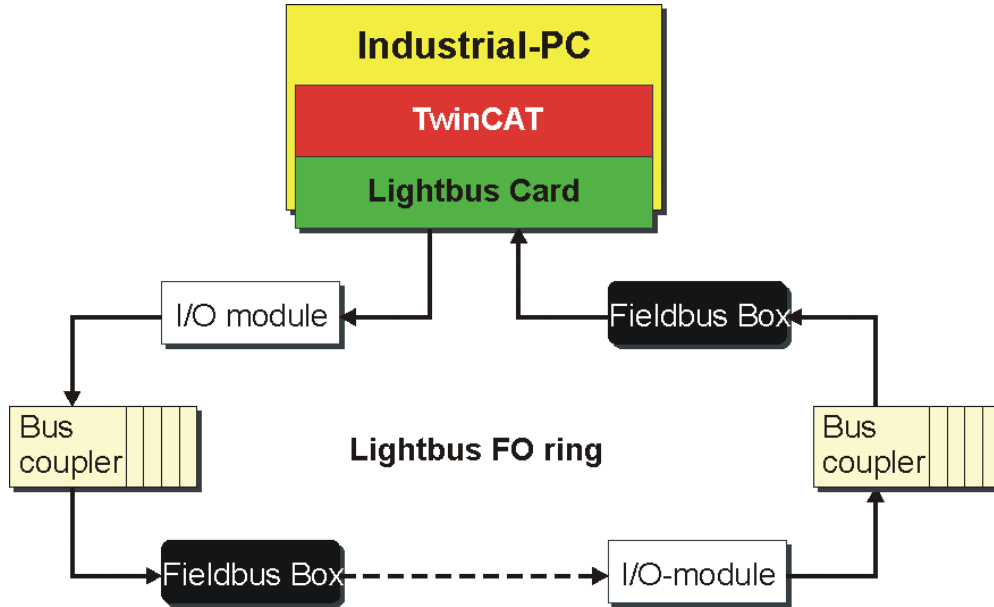 Industrial-PC
TwinCAT
Lightbus Card
I/O module
Fieldbus Box
Bus
coupler
Lightbus FO ring
Bus
coupler
Fieldbus Box
I/O-module